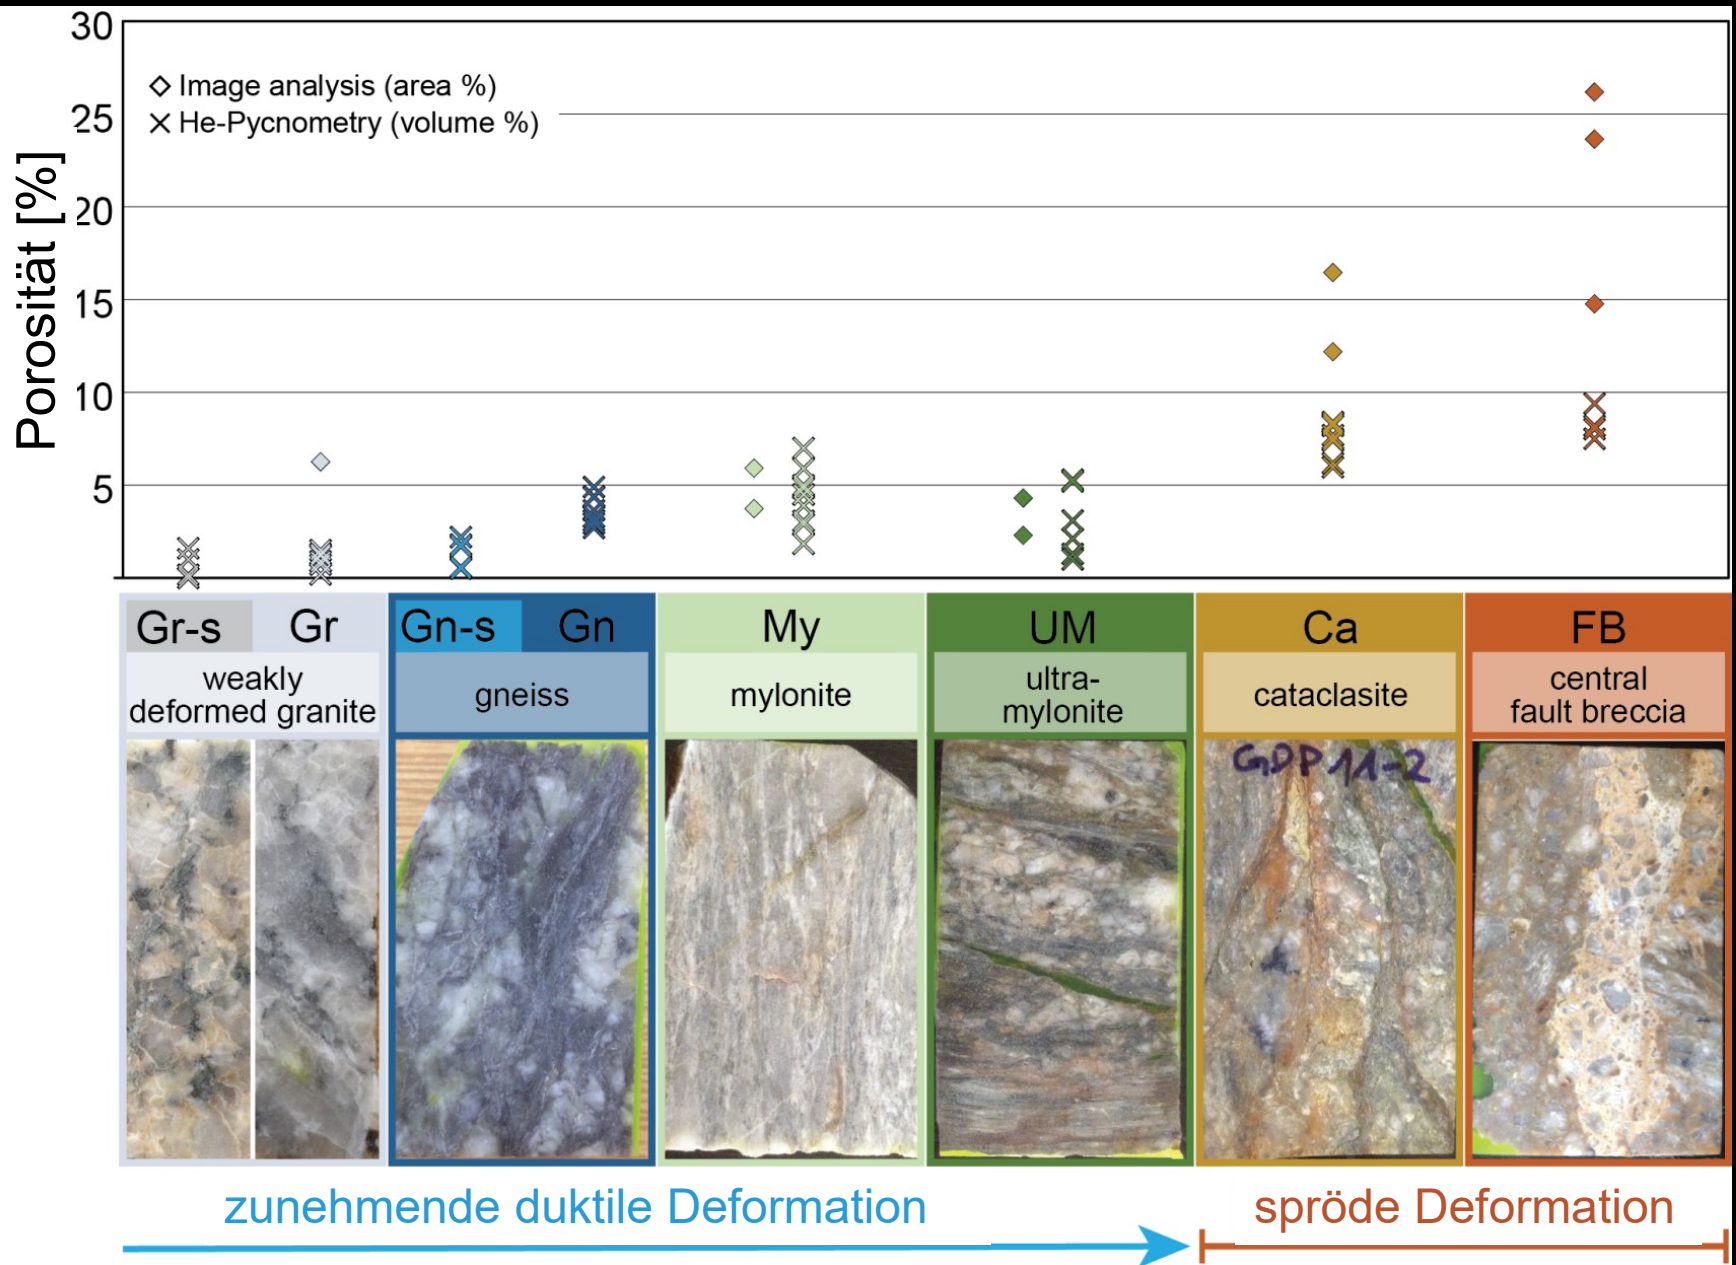 30
25
20
15
10
5
Porosität [%]
Image analysis (area %)
He-Pycnometry (volume %)
Gr-s
Gr
Gn-s
Gn
My
UM
Ca
FB
weakly
deformed granite
gneiss
mylonite
ultra-
mylonite
cataclasite
central
fault breccia
GDP 11-2
zunehmende duktile Deformation
spröde Deformation